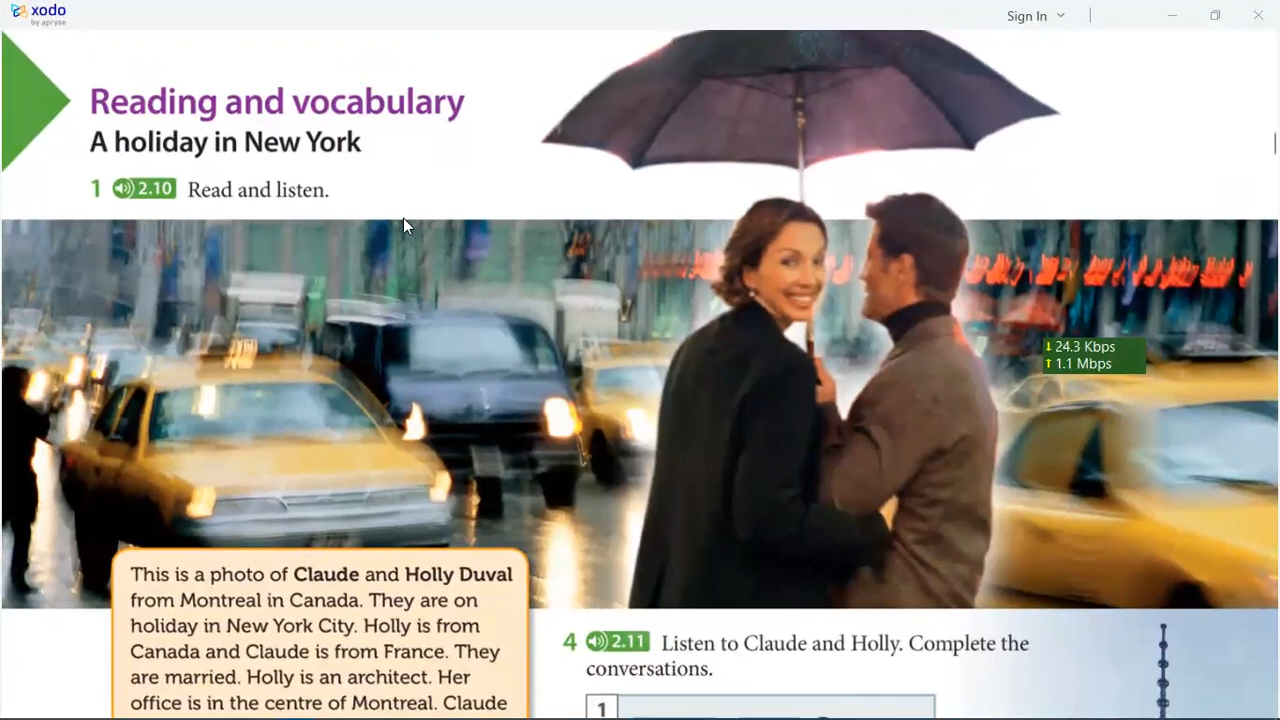 xodo
by apryse
Sign In
Reading and vocabulary
A holiday in New York
1 2.10 Read and listen.
24.3 Kbps
1.1 Mbps
This is a photo of Claude and Holly Duval
from Montreal in Canada. They are on
holiday in New York City. Holly is from
Canada and Claude is from France. They
are married. Holly is an architect. Her
office is in the centre of Montreal. Claude
4 2.11 Listen to Claude and Holly. Complete the
conversations.
1